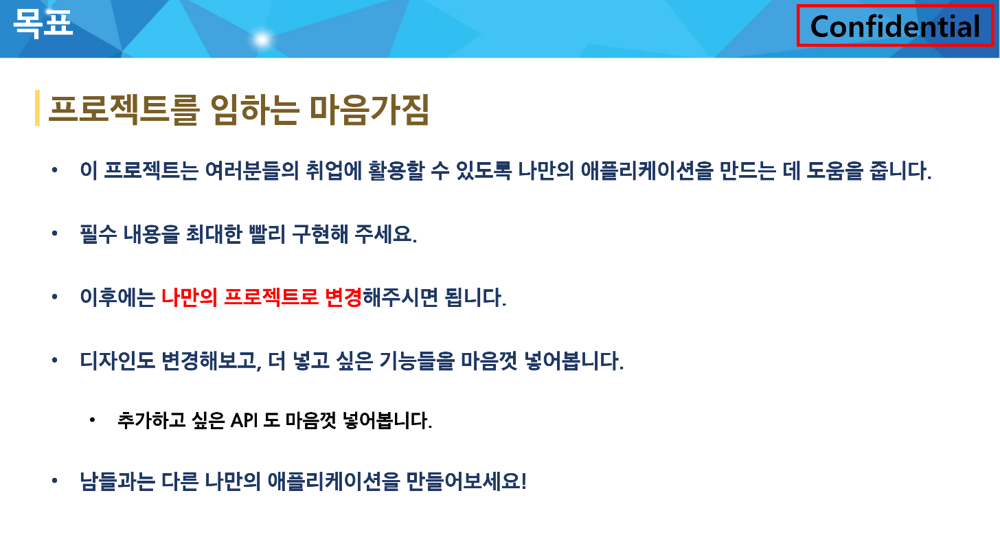 목표
Confidential
프로젝트를 임하는 마음가짐
• 이 프로젝트는 여러분들의 취업에 활용할 수 있도록 나만의 애플리케이션을 만드는 데 도움을 줍니다.
• 필수 내용을 최대한 빨리 구현해 주세요.
• 이후에는 나만의 프로젝트로 변경해주시면 됩니다.
• 디자인도 변경해보고, 더 넣고 싶은 기능들을 마음껏 넣어봅니다.
• 추가하고 싶은 API 도 마음껏 넣어봅니다.
• 남들과는 다른 나만의 애플리케이션을 만들어보세요!